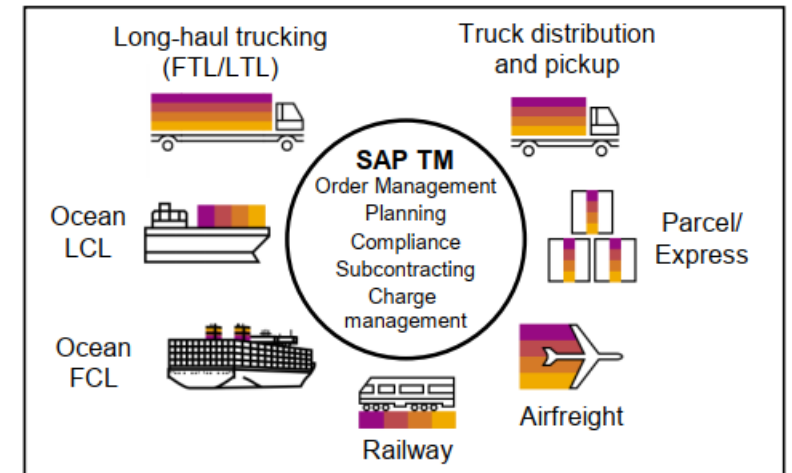 Long-haul trucking
(FTL/LTL)
Truck distribution
and pickup
SAP TM
Order Management
Planning
Compliance
Subcontracting
Charge
management
Ocean
LCL
Parcel/
Express
Ocean
FCL
Airfreight
Railway